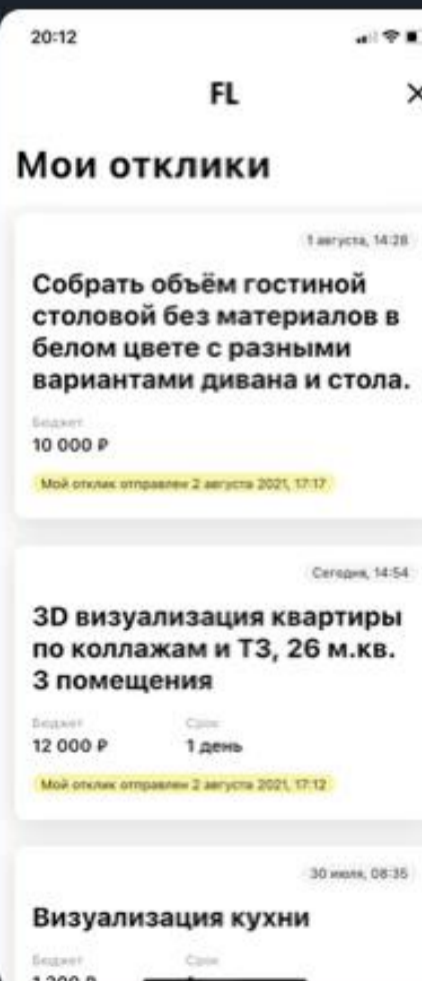 20:12
FL
Мои отклики
1 августа, 14:28
Собрать объём гостиной
столовой без материалов в
белом цвете с разными
вариантами дивана и стола.
Бюджет
10 000 ₽
Мой отклик отправлен 2 августа 2021, 17:17
Сегодня, 14:54
3D визуализация квартиры
по коллажам и ТЗ, 26 м.кв.
3 помещения
Бюджет Срок
12 000 ₽ 1 день
Мой отклик отправлен 2 августа 2021, 17:12
30 июля, 08:35
Визуализация кухни
Бюджет Срок